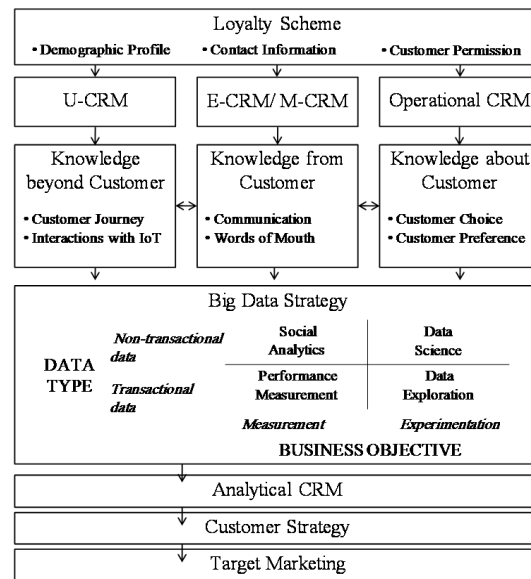 Loyalty Scheme
• Demographic Profile
• Contact Information
• Customer Permission
U-CRM
E-CRM/ M-CRM
Operational CRM
Knowledge
beyond Customer
• Customer Journey
• Interactions with IoT
Knowledge from
Customer
• Communication
• Words of Mouth
Knowledge about
Customer
• Customer Choice
• Customer Preference
Big Data Strategy
DATA
TYPE
Non-transactional
data
Transactional
data
Social
Analytics
Data
Science
Performance
Measurement
Data
Exploration
Measurement
Experimentation
BUSINESS OBJECTIVE
Analytical CRM
Customer Strategy
Target Marketing